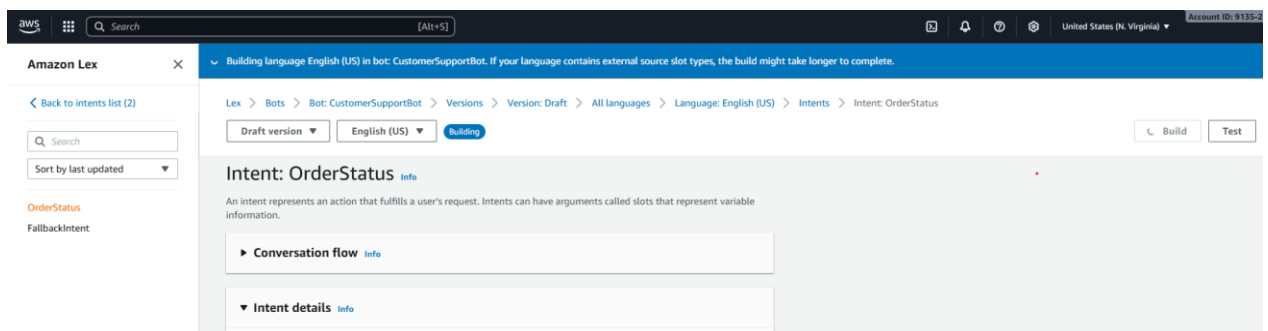 aws
Search [Alt+S]
United States (N. Virginia)
Account ID: 9135-2
Amazon Lex
Building language English (US) in bot: CustomerSupportBot. If your language contains external source slot types, the build might take longer to complete.
Back to intents list (2)
Lex > Bots > Bot: CustomerSupportBot > Versions > Version: Draft > All languages > Language: English (US) > Intents > Intent: OrderStatus
Search
Draft version
English (US)
Building
Build
Test
Sort by last updated
Intent: OrderStatus Info
An intent represents an action that fulfills a user's request. Intents can have arguments called slots that represent variable
information.
OrderStatus
FallbackIntent
Conversation flow Info
Intent details Info